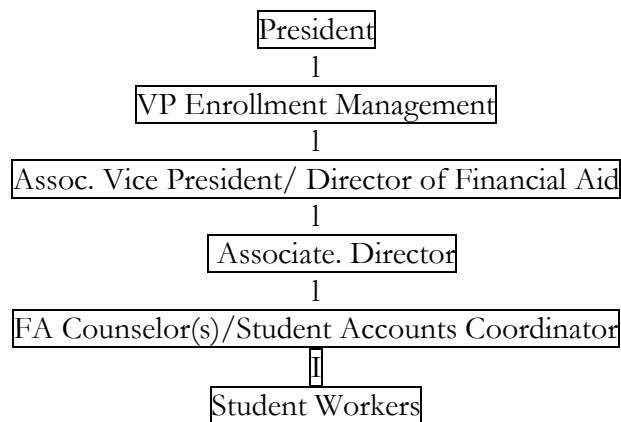 President
l
VP Enrollment Management
l
Assoc. Vice President/ Director of Financial Aid
l
Associate. Director
l
FA Counselor(s)/Student Accounts Coordinator
I
Student Workers